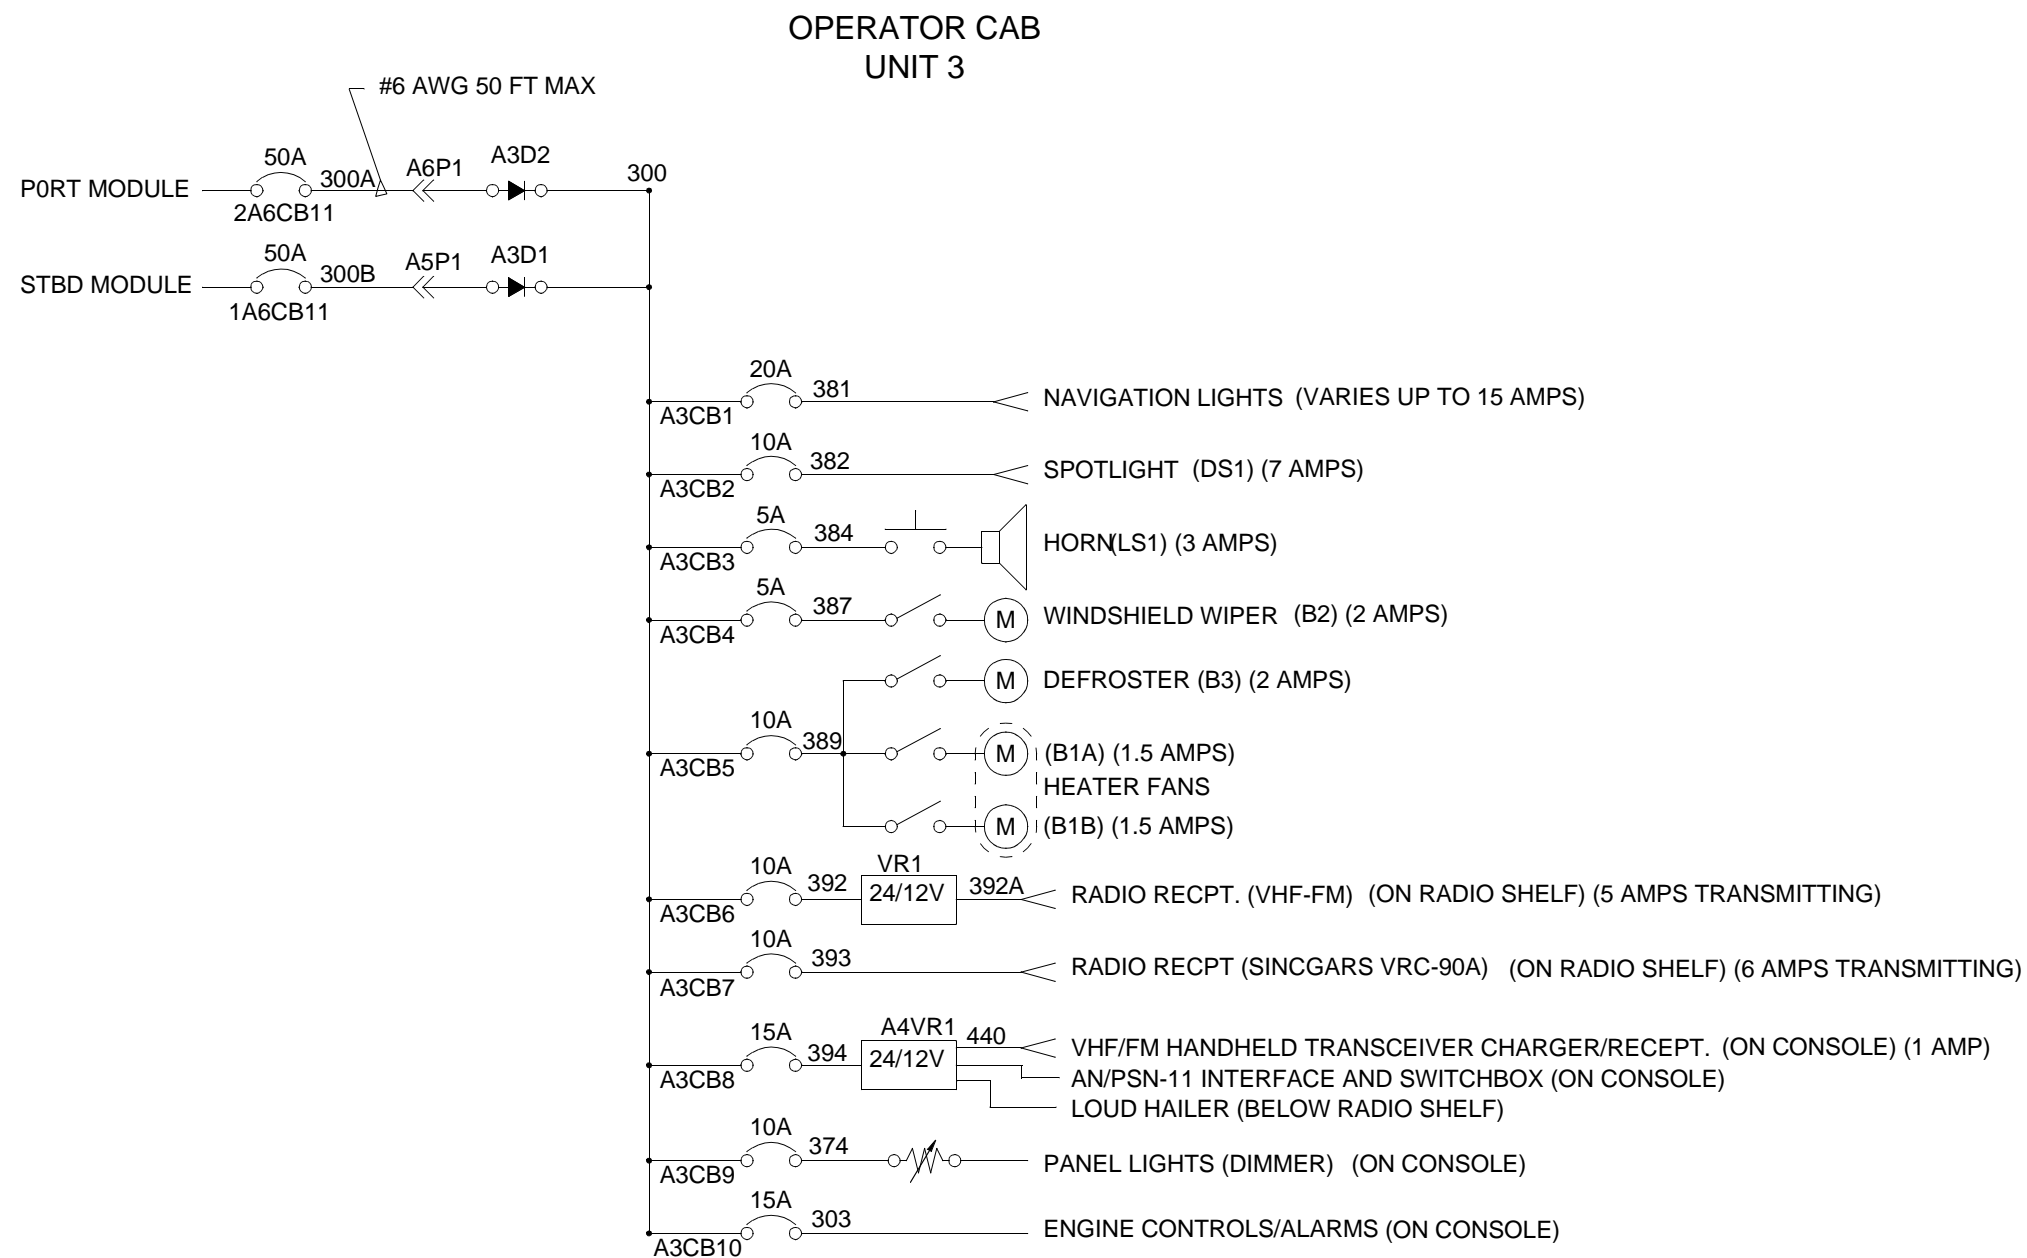 OPERATOR CAB
UNIT 3
#6 AWG 50 FT MAX
50A
A6P1
A3D2
300
P0RT MODULE
300A
2A6CB11
50A
A5P1
A3D1
STBD MODULE
300B
1A6CB11
20A
381
NAVIGATION LIGHTS (VARIES UP TO 15 AMPS)
A3CB1
10A
382
SPOTLIGHT (DS1) (7 AMPS)
A3CB2
5A
384
HORN(LS1) (3 AMPS)
A3CB3
5A
387
M
WINDSHIELD WIPER (B2) (2 AMPS)
A3CB4
M
DEFROSTER (B3) (2 AMPS)
10A
389
M
(B1A) (1.5 AMPS)
A3CB5
HEATER FANS
M
(B1B) (1.5 AMPS)
10A
VR1
392
24/12V
392A
RADIO RECPT. (VHF-FM) (ON RADIO SHELF) (5 AMPS TRANSMITTING)
A3CB6
10A
393
RADIO RECPT (SINCGARS VRC-90A) (ON RADIO SHELF) (6 AMPS TRANSMITTING)
A3CB7
15A
A4VR1
440
394
24/12V
VHF/FM HANDHELD TRANSCEIVER CHARGER/RECEPT. (ON CONSOLE) (1 AMP)
A3CB8
AN/PSN-11 INTERFACE AND SWITCHBOX (ON CONSOLE)
LOUD HAILER (BELOW RADIO SHELF)
10A
374
PANEL LIGHTS (DIMMER) (ON CONSOLE)
A3CB9
15A
303
ENGINE CONTROLS/ALARMS (ON CONSOLE)
A3CB10